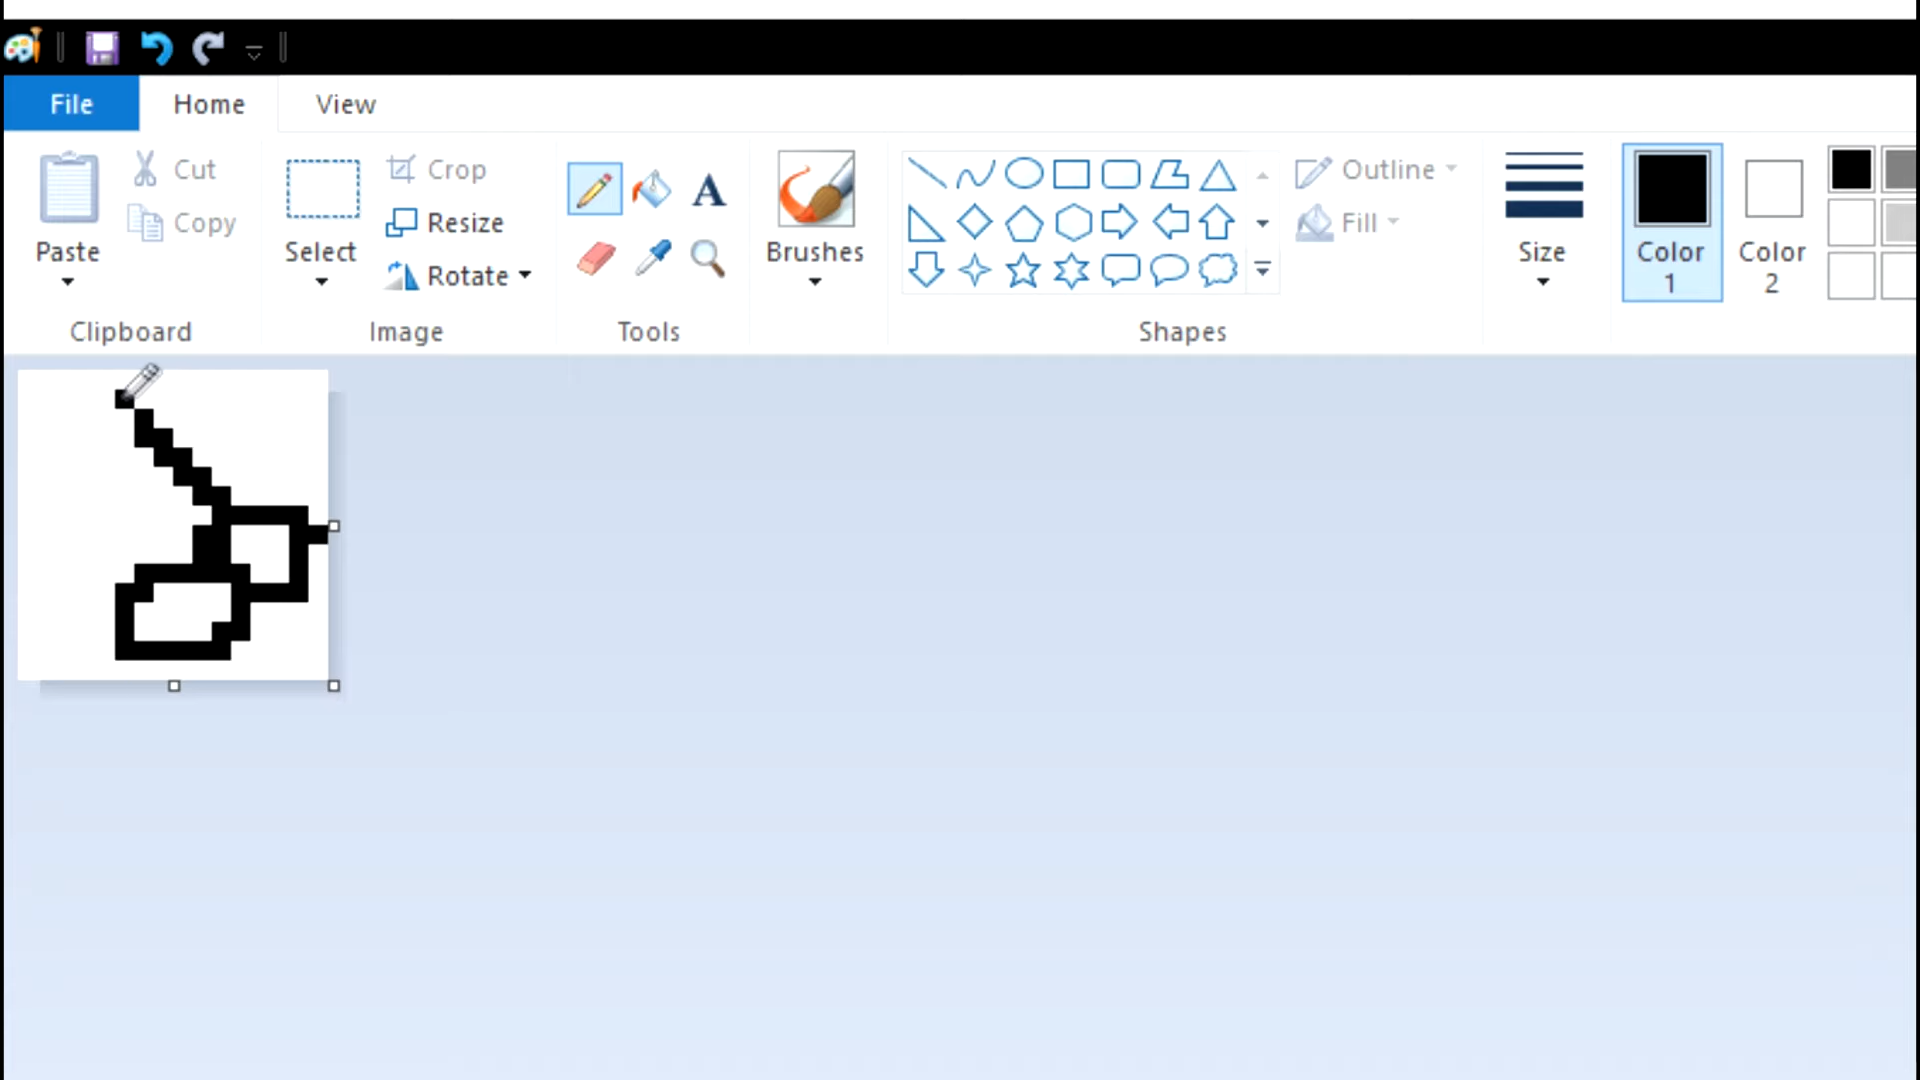 File Home View
Paste
Cut
Copy
Clipboard
Select
Crop
Resize
Rotate
Image
A
Tools
Brushes
Shapes
Outline
Fill
Size
Color
1
Color
2